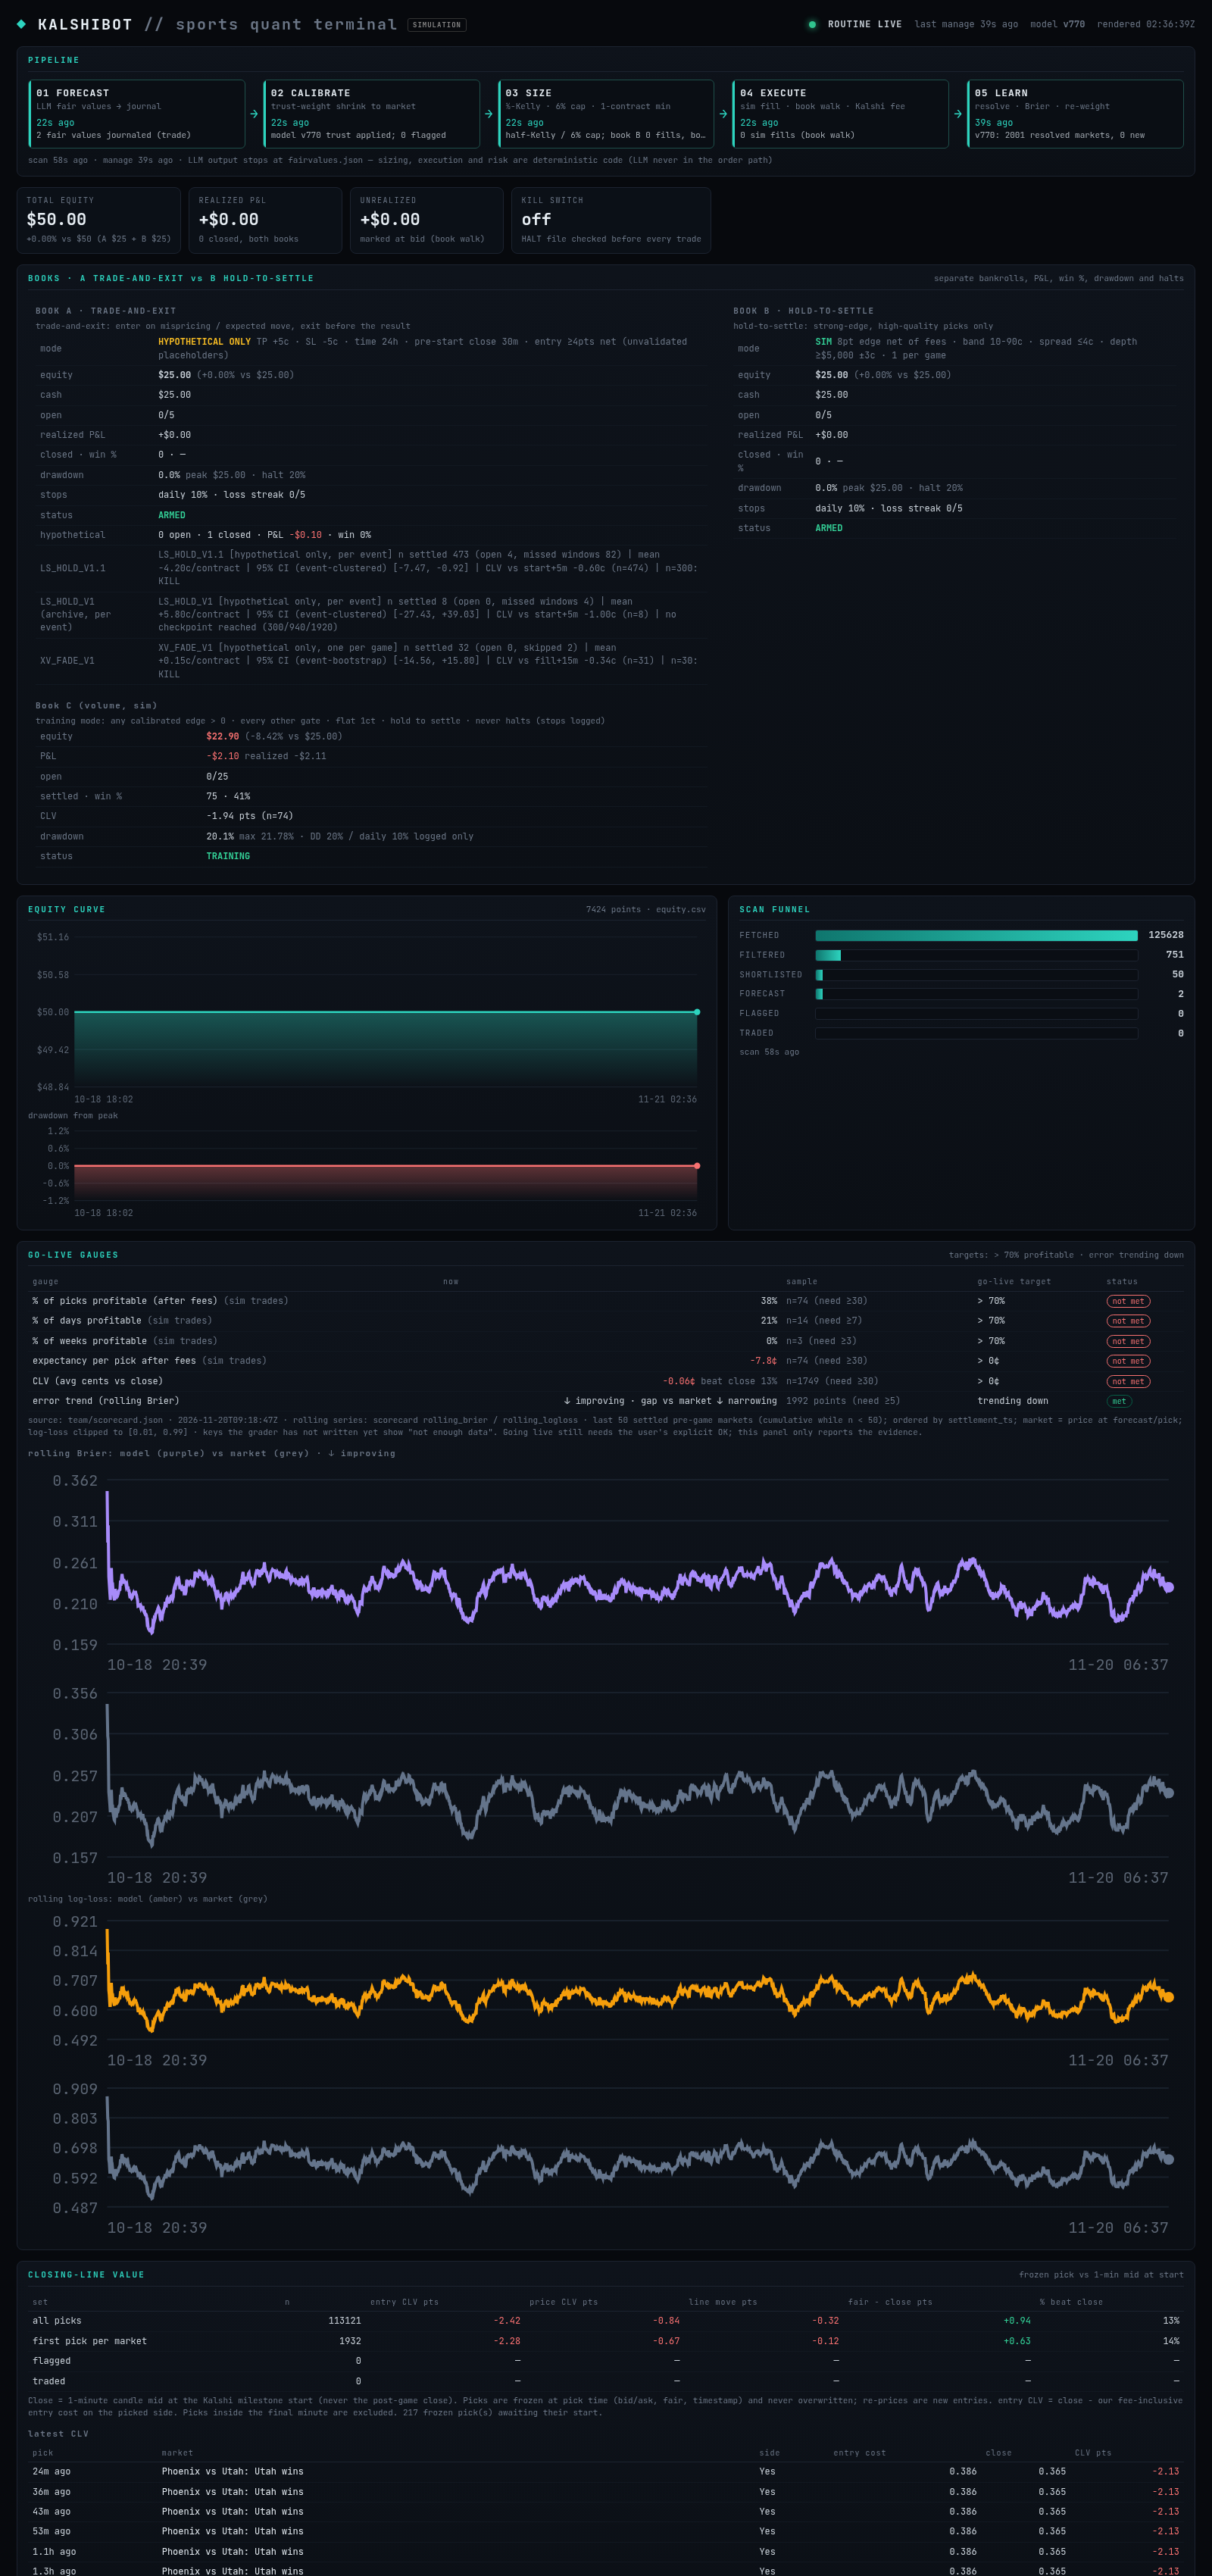 ◆ KALSHIBOT // sports quant terminal SIMULATION
ROUTINE LIVE last manage 39s ago model v770 rendered 02:36:39Z
PIPELINE
01 FORECAST
LLM fair values → journal
22s ago
2 fair values journaled (trade)
→
02 CALIBRATE
trust-weight shrink to market
22s ago
model v770 trust applied; 0 flagged
→
03 SIZE
½-Kelly · 6% cap · 1-contract min
22s ago
half-Kelly / 6% cap; book B 0 fills, bo…
→
04 EXECUTE
sim fill · book walk · Kalshi fee
22s ago
0 sim fills (book walk)
→
05 LEARN
resolve · Brier · re-weight
39s ago
v770: 2001 resolved markets, 0 new
scan 58s ago · manage 39s ago · LLM output stops at fairvalues.json — sizing, execution and risk are deterministic code (LLM never in the order path)
TOTAL EQUITY
$50.00
+0.00% vs $50 (A $25 + B $25)
REALIZED P&L
+$0.00
0 closed, both books
UNREALIZED
+$0.00
marked at bid (book walk)
KILL SWITCH
off
HALT file checked before every trade
BOOKS · A TRADE-AND-EXIT vs B HOLD-TO-SETTLE
separate bankrolls, P&L, win %, drawdown and halts
BOOK A · TRADE-AND-EXIT
trade-and-exit: enter on mispricing / expected move, exit before the result
mode HYPOTHETICAL ONLY TP +5c · SL -5c · time 24h · pre-start close 30m · entry ≥4pts net (unvalidated
placeholders)
equity $25.00 (+0.00% vs $25.00)
cash $25.00
open 0/5
realized P&L +$0.00
closed · win % 0 · —
drawdown 0.0% peak $25.00 · halt 20%
stops daily 10% · loss streak 0/5
status ARMED
hypothetical 0 open · 1 closed · P&L -$0.10 · win 0%
LS_HOLD_V1.1 LS_HOLD_V1.1 [hypothetical only, per event] n settled 473 (open 4, missed windows 82) | mean
-4.20c/contract | 95% CI (event-clustered) [-7.47, -0.92] | CLV vs start+5m -0.60c (n=474) | n=300:
KILL
LS_HOLD_V1
(archive, per
event)
LS_HOLD_V1 [hypothetical only, per event] n settled 8 (open 0, missed windows 4) | mean
+5.80c/contract | 95% CI (event-clustered) [-27.43, +39.03] | CLV vs start+5m -1.00c (n=8) | no
checkpoint reached (300/940/1920)
XV_FADE_V1 XV_FADE_V1 [hypothetical only, one per game] n settled 32 (open 0, skipped 2) | mean
+0.15c/contract | 95% CI (event-bootstrap) [-14.56, +15.80] | CLV vs fill+15m -0.34c (n=31) | n=30:
KILL
BOOK B · HOLD-TO-SETTLE
hold-to-settle: strong-edge, high-quality picks only
mode SIM 8pt edge net of fees · band 10-90c · spread ≤4c · depth
≥$5,000 ±3c · 1 per game
equity $25.00 (+0.00% vs $25.00)
cash $25.00
open 0/5
realized P&L +$0.00
closed · win
%
0 · —
drawdown 0.0% peak $25.00 · halt 20%
stops daily 10% · loss streak 0/5
status ARMED
Book C (volume, sim)
training mode: any calibrated edge > 0 · every other gate · flat 1ct · hold to settle · never halts (stops logged)
equity $22.90 (-8.42% vs $25.00)
P&L -$2.10 realized -$2.11
open 0/25
settled · win % 75 · 41%
CLV -1.94 pts (n=74)
drawdown 20.1% max 21.78% · DD 20% / daily 10% logged only
status TRAINING
EQUITY CURVE
7424 points · equity.csv
$51.16
$50.58
$50.00
$49.42
$48.84
10-18 18:02 11-21 02:36
drawdown from peak
1.2%
0.6%
0.0%
-0.6%
-1.2%
10-18 18:02 11-21 02:36
SCAN FUNNEL
FETCHED 125628
FILTERED 751
SHORTLISTED 50
FORECAST 2
FLAGGED 0
TRADED 0
scan 58s ago
GO-LIVE GAUGES
targets: > 70% profitable · error trending down
gauge now sample go-live target status
% of picks profitable (after fees) (sim trades) 38% n=74 (need ≥30) > 70% not met
% of days profitable (sim trades) 21% n=14 (need ≥7) > 70% not met
% of weeks profitable (sim trades) 0% n=3 (need ≥3) > 70% not met
expectancy per pick after fees (sim trades) -7.8¢ n=74 (need ≥30) > 0¢ not met
CLV (avg cents vs close) -0.06¢ beat close 13% n=1749 (need ≥30) > 0¢ not met
error trend (rolling Brier) ↓ improving · gap vs market ↓ narrowing 1992 points (need ≥5) trending down met
source: team/scorecard.json · 2026-11-20T09:18:47Z · rolling series: scorecard rolling_brier / rolling_logloss · last 50 settled pre-game markets (cumulative while n < 50); ordered by settlement_ts; market = price at forecast/pick;
log-loss clipped to [0.01, 0.99] · keys the grader has not written yet show "not enough data". Going live still needs the user's explicit OK; this panel only reports the evidence.
rolling Brier: model (purple) vs market (grey) · ↓ improving
0.362
0.311
0.261
0.210
0.159
10-18 20:39 11-20 06:37
0.356
0.306
0.257
0.207
0.157
10-18 20:39 11-20 06:37
rolling log-loss: model (amber) vs market (grey)
0.921
0.814
0.707
0.600
0.492
10-18 20:39 11-20 06:37
0.909
0.803
0.698
0.592
0.487
10-18 20:39 11-20 06:37
CLOSING-LINE VALUE
frozen pick vs 1-min mid at start
set n entry CLV pts price CLV pts line move pts fair - close pts % beat close
all picks 113121 -2.42 -0.84 -0.32 +0.94 13%
first pick per market 1932 -2.28 -0.67 -0.12 +0.63 14%
flagged 0 — — — — —
traded 0 — — — — —
Close = 1-minute candle mid at the Kalshi milestone start (never the post-game close). Picks are frozen at pick time (bid/ask, fair, timestamp) and never overwritten; re-prices are new entries. entry CLV = close - our fee-inclusive
entry cost on the picked side. Picks inside the final minute are excluded. 217 frozen pick(s) awaiting their start.
latest CLV
pick market side entry cost close CLV pts
24m ago Phoenix vs Utah: Utah wins Yes 0.386 0.365 -2.13
36m ago Phoenix vs Utah: Utah wins Yes 0.386 0.365 -2.13
43m ago Phoenix vs Utah: Utah wins Yes 0.386 0.365 -2.13
53m ago Phoenix vs Utah: Utah wins Yes 0.386 0.365 -2.13
1.1h ago Phoenix vs Utah: Utah wins Yes 0.386 0.365 -2.13
1.3h ago Phoenix vs Utah: Utah wins Yes 0.386 0.365 -2.13